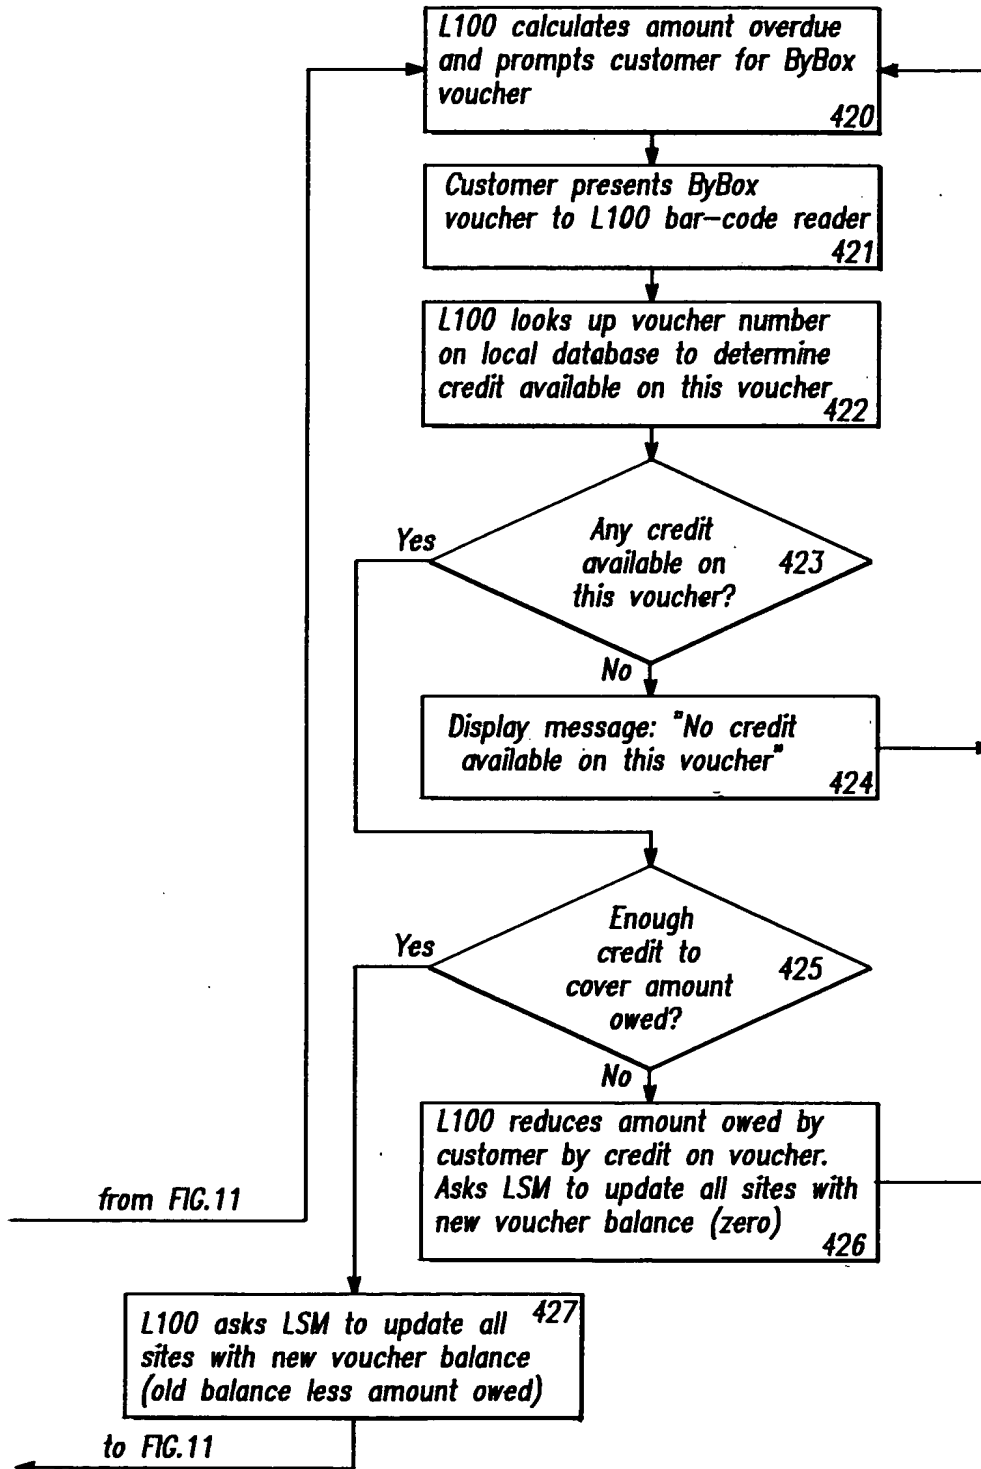 L100 calculates amount overdue
and prompts customer for ByBox
voucher
420
Customer presents ByBox
voucher to L100 bar-code reader
421
L100 looks up voucher number
on local database to determine
credit available on this voucher
422
Any credit
available on
this voucher?
423
Yes
No
Display message: "No credit
available on this voucher"
424
Enough
credit to
cover amount
owed?
425
Yes
No
L100 reduces amount owed by
customer by credit on voucher.
Asks LSM to update all sites with
new voucher balance (zero)
426
from FIG.11
427
L100 asks LSM to update all
sites with new voucher balance
(old balance less amount owed)
to FIG.11